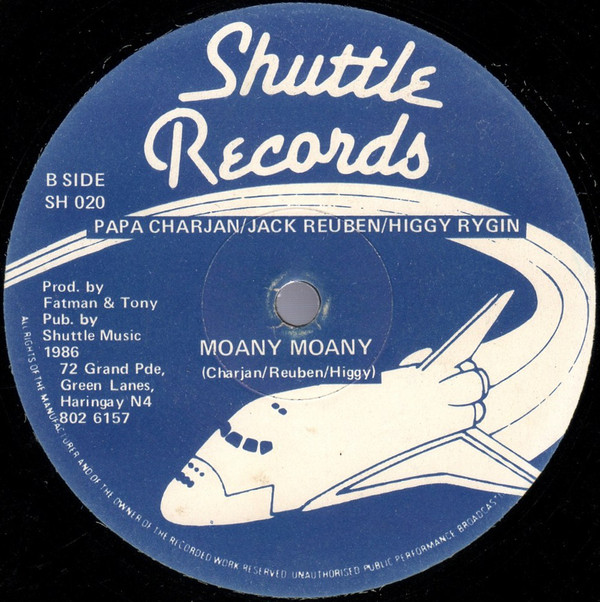 Shuttle
Records
B SIDE
SH 020
PAPA CHARJAN/JACK REUBEN/HIGGY RYGIN
Prod. by
Fatman & Tony
Pub. by
Shuttle Music
1986
72 Grand Pde,
Green Lanes,
Haringay N4
802 6157
MOANY MOANY
(Charjan/Reuben/Higgy)
ALL RIGHTS OF THE MANUFACTURER AND OF THE OWNER OF THE RECORDED WORK RESERVED. UNAUTHORISED PUBLIC PERFORMANCE BROADCAST